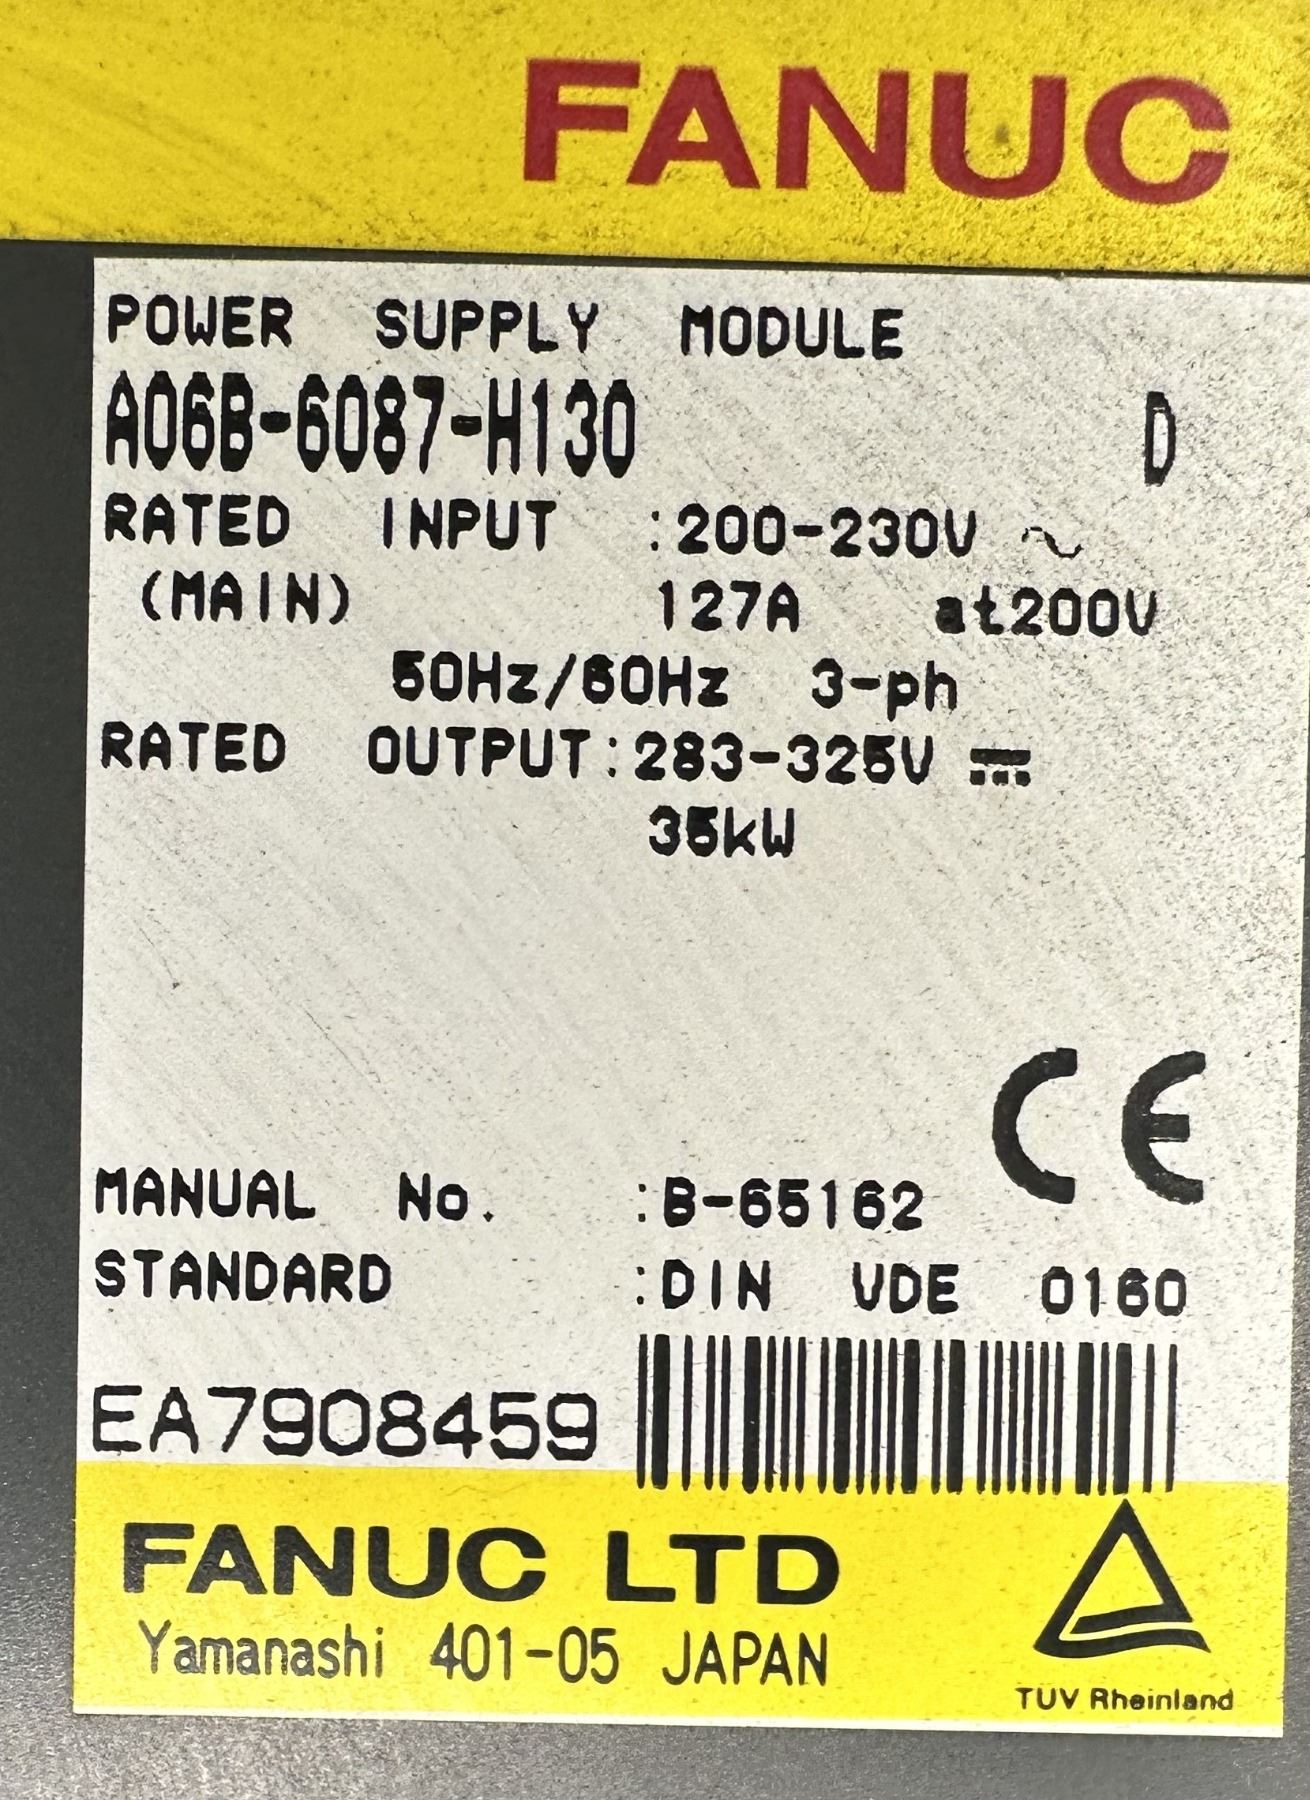 FANUC
POWER SUPPLY MODULE
A06B-6087-H130 D
RATED INPUT :200-230V ~
(MAIN) 127A at200V
50Hz/60Hz 3-ph
RATED OUTPUT:283-325V ⎓
35kW
CE
MANUAL No. :B-65162
STANDARD :DIN VDE 0160
EA7908459
FANUC LTD
Yamanashi 401-05 JAPAN
TUV Rheinland